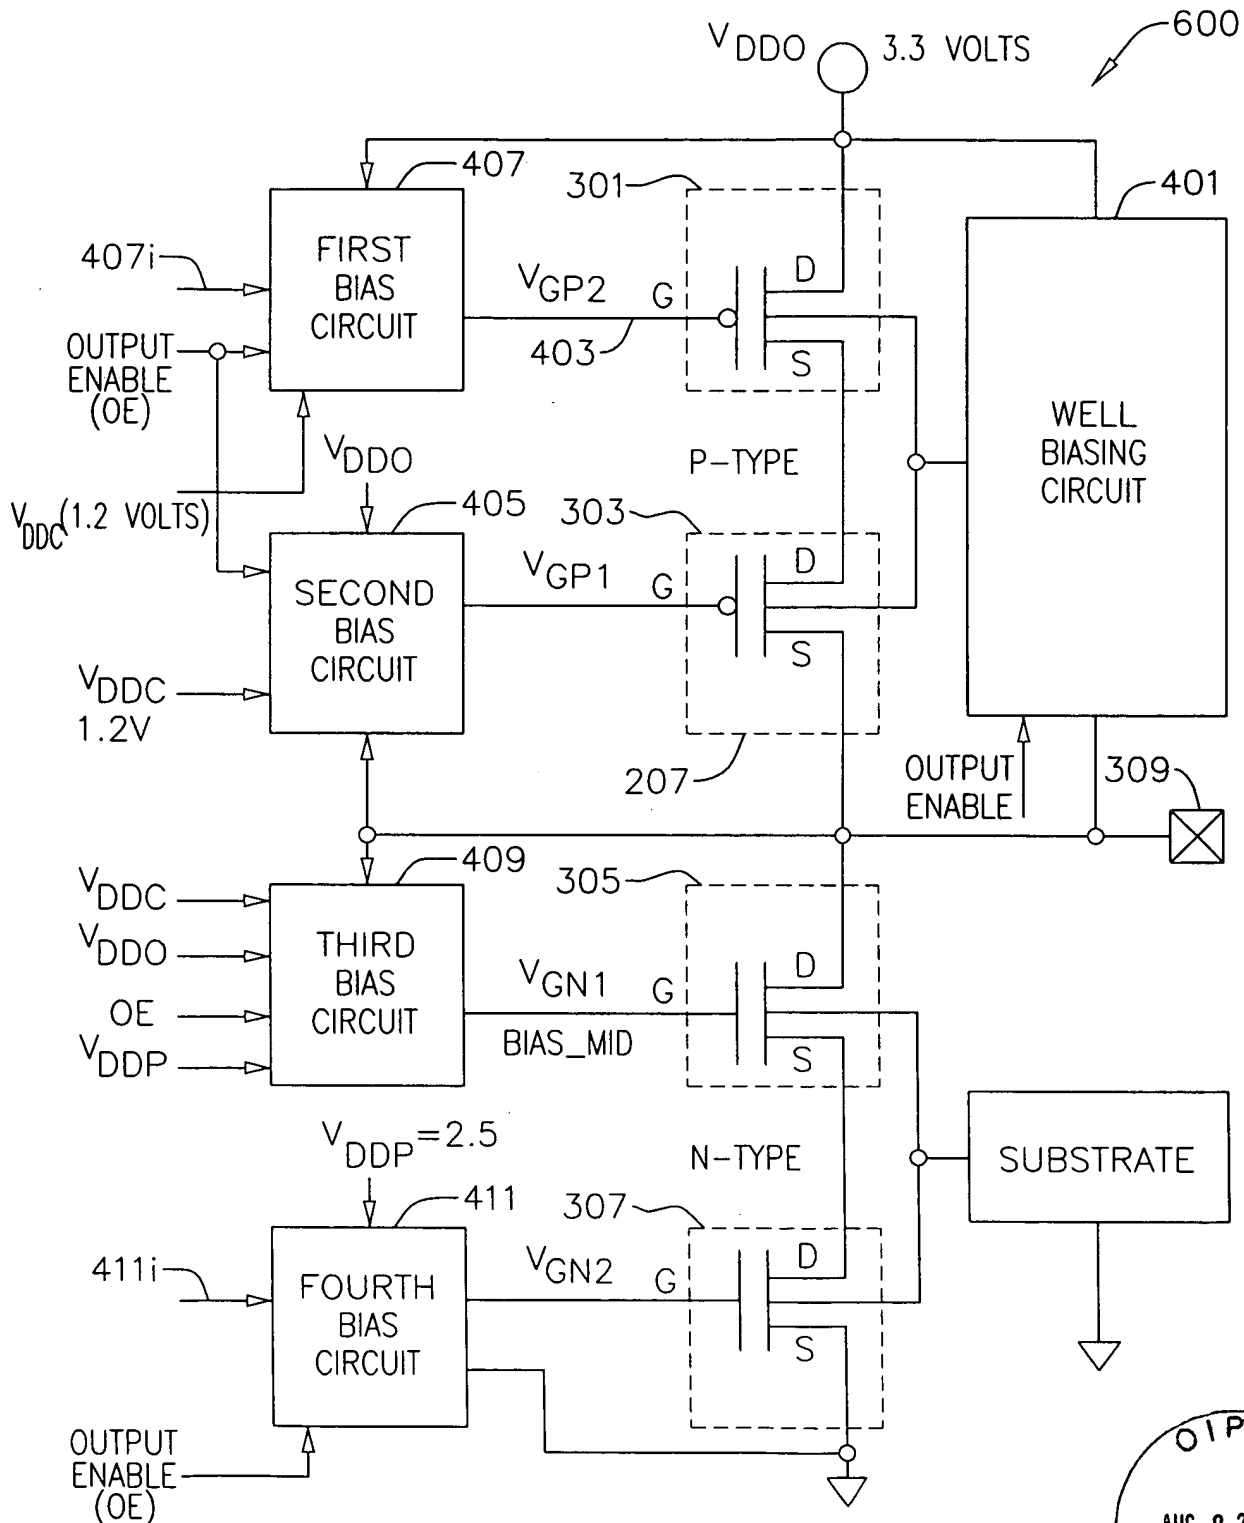 600
VDDO 3.3 VOLTS
407
301
401
407i
FIRST
BIAS
CIRCUIT
VGP2
G
D
S
403
OUTPUT
ENABLE
(OE)
WELL
BIASING
CIRCUIT
VDDO
P-TYPE
VDDC(1.2 VOLTS)
405
303
SECOND
BIAS
CIRCUIT
VGP1
G
D
S
VDDC
1.2V
207
OUTPUT
ENABLE
309
409
305
VDDC
VDDO
OE
VDDP
THIRD
BIAS
CIRCUIT
VGN1
BIAS_MID
G
D
S
SUBSTRATE
VDDP=2.5
N-TYPE
411
307
411i
FOURTH
BIAS
CIRCUIT
VGN2
G
D
S
OUTPUT
ENABLE
(OE)
OIP
AUG